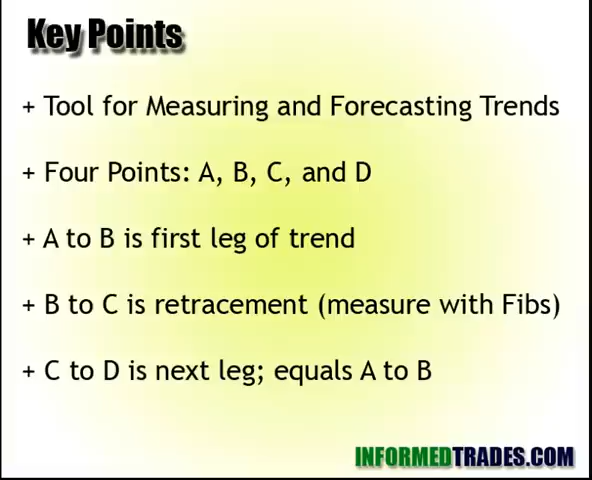 Key Points
+ Tool for Measuring and Forecasting Trends
+ Four Points: A, B, C, and D
+ A to B is first leg of trend
+ B to C is retracement (measure with Fibs)
+ C to D is next leg; equals A to B
INFORMEDTRADES.COM